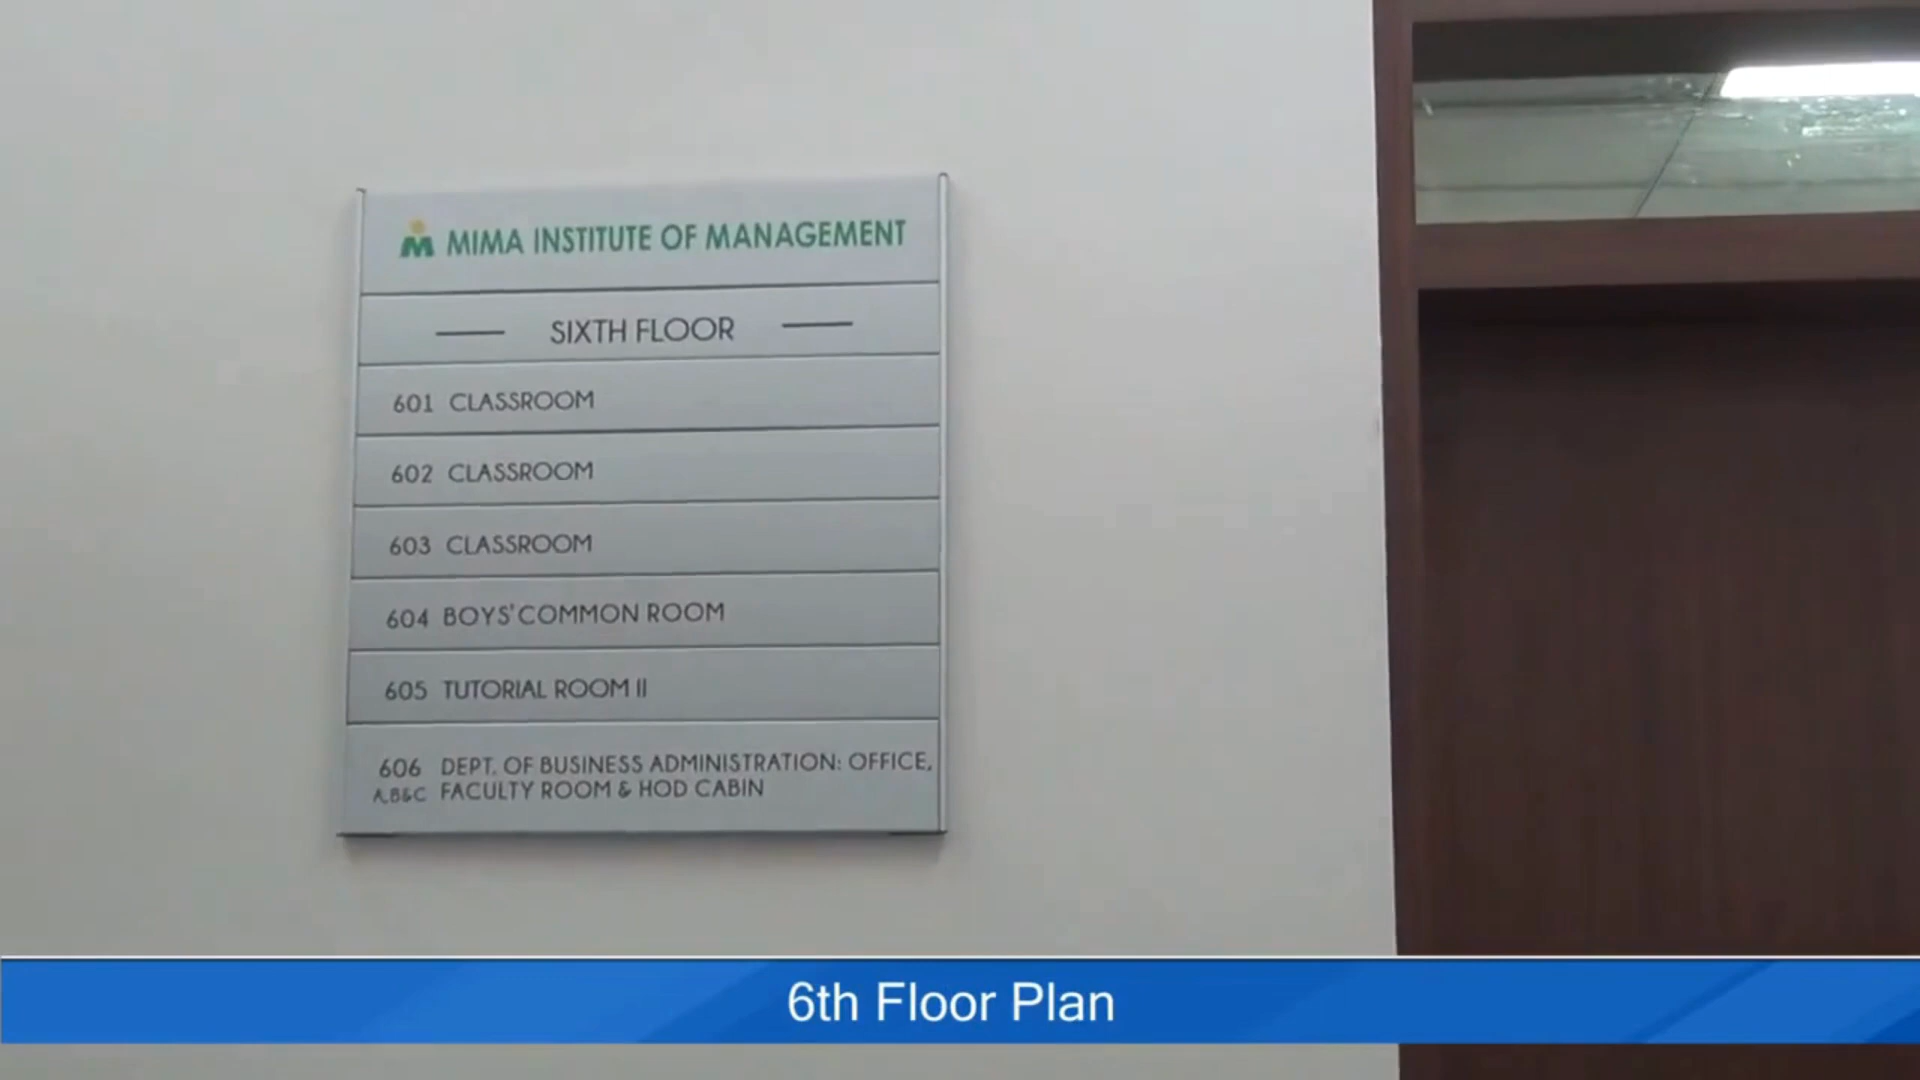 MIMA INSTITUTE OF MANAGEMENT
SIXTH FLOOR
601 CLASSROOM
602 CLASSROOM
603 CLASSROOM
604 BOYS' COMMON ROOM
605 TUTORIAL ROOM II
606 DEPT. OF BUSINESS ADMINISTRATION: OFFICE,
A,B&C FACULTY ROOM & HOD CABIN
6th Floor Plan